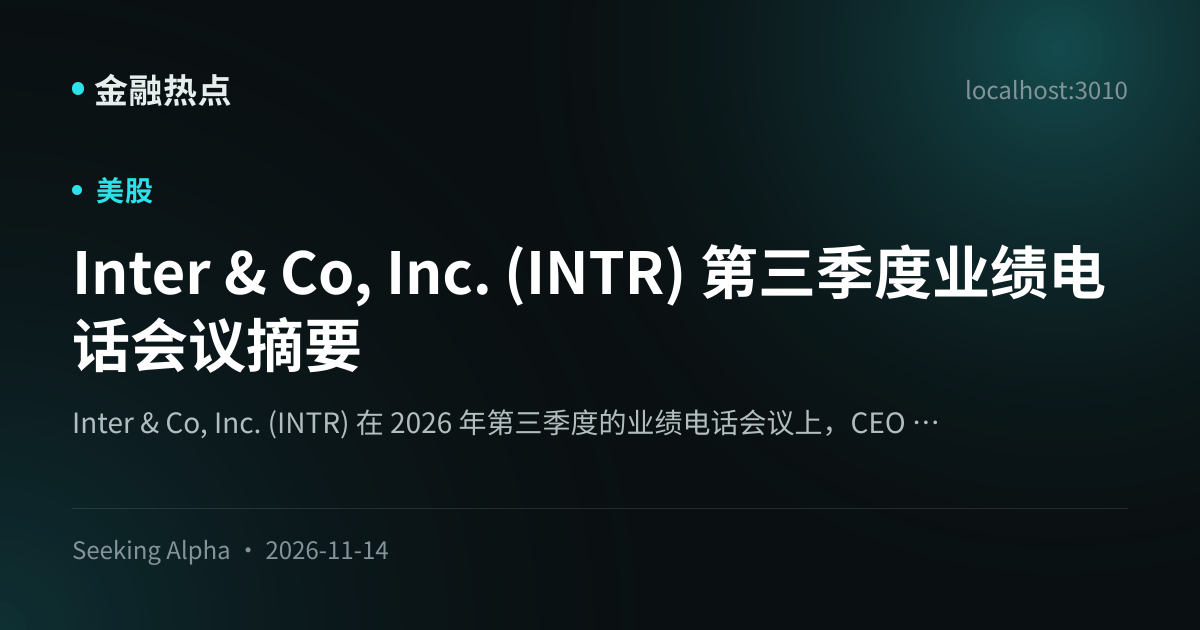 金融热点
localhost:3010
美股
Inter & Co, Inc. (INTR) 第三季度业绩电
话会议摘要
Inter & Co, Inc. (INTR) 在 2026 年第三季度的业绩电话会议上，CEO …
Seeking Alpha • 2026-11-14